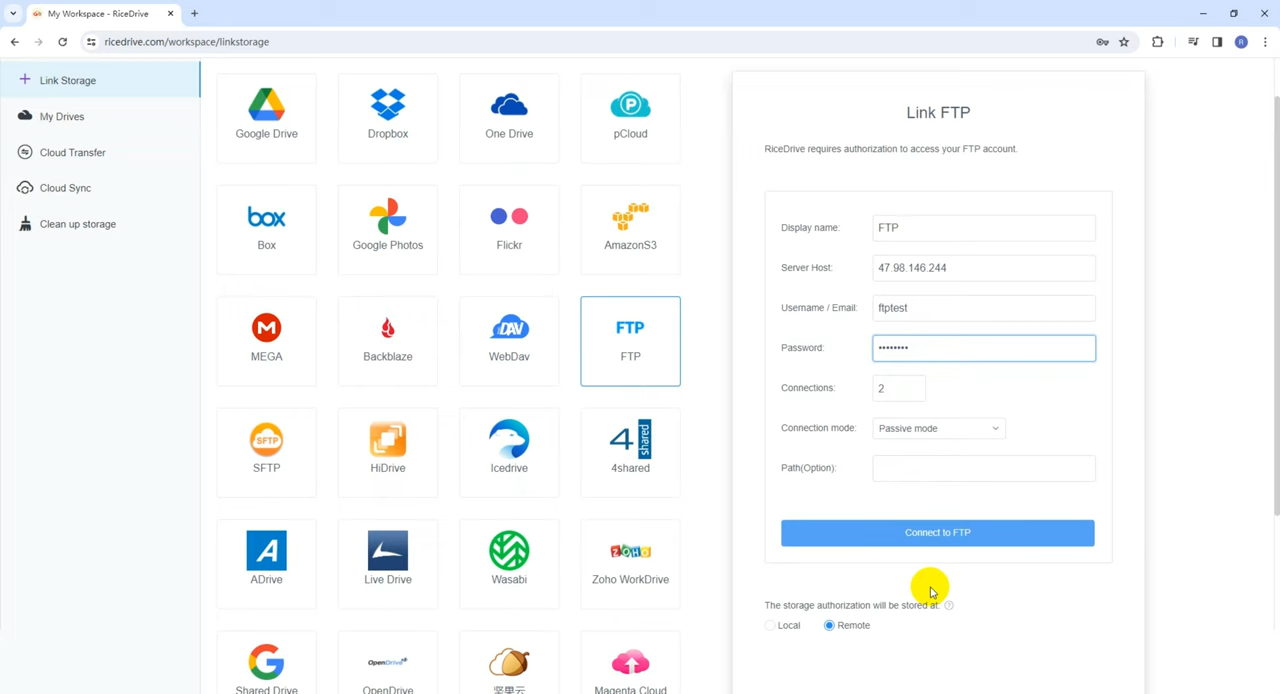 My Workspace - RiceDrive
ricedrive.com/workspace/linkstorage
R
Link Storage
My Drives
Cloud Transfer
Cloud Sync
Clean up storage
Google Drive
Dropbox
One Drive
P
pCloud
box
Box
Google Photos
Flickr
AmazonS3
M
MEGA
Backblaze
DAV
WebDav
FTP
FTP
SFTP
SFTP
HiDrive
Icedrive
4 shared
4shared
A
ADrive
Live Drive
Wasabi
ZOHO
Zoho WorkDrive
Shared Drive
OpenDrive
OpenDrive
坚果云
Magenta Cloud
Link FTP
RiceDrive requires authorization to access your FTP account.
Display name: FTP
Server Host: 47.98.146.244
Username / Email: ftptest
Password: ••••••••
Connections: 2
Connection mode: Passive mode
Path(Option):
Connect to FTP
The storage authorization will be stored at: ?
Local Remote